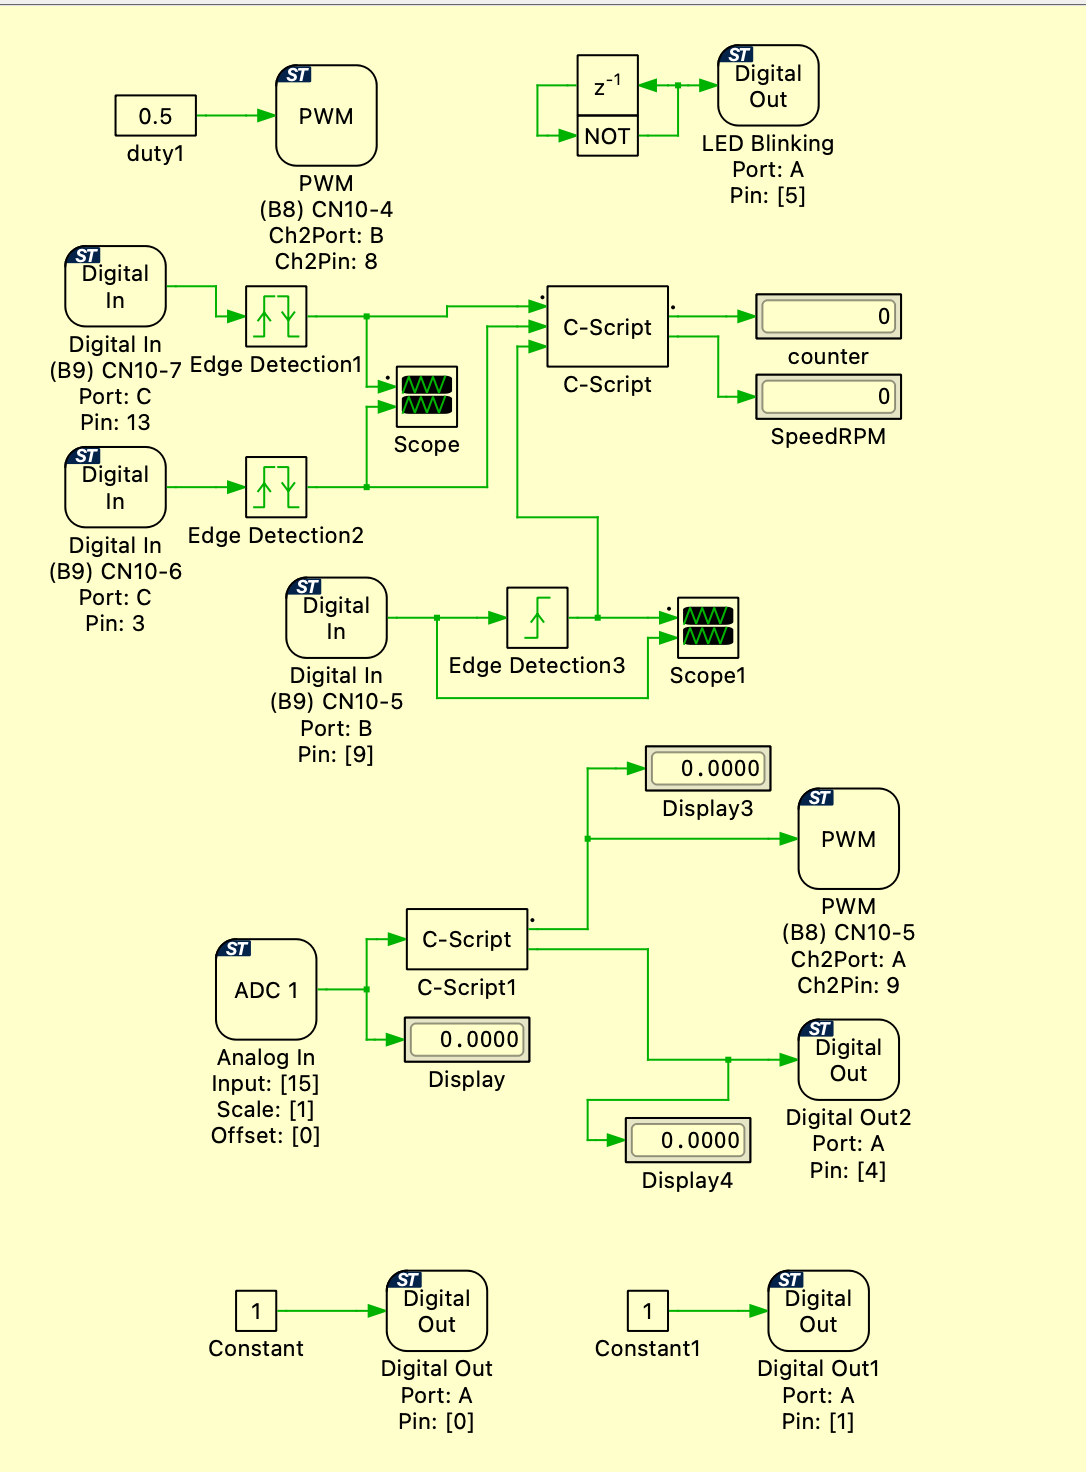 ST
PWM
0.5
duty1
PWM
(B8) CN10-4
Ch2Port: B
Ch2Pin: 8
z-1
NOT
ST
Digital
Out
LED Blinking
Port: A
Pin: [5]
ST
Digital
In
Digital In
(B9) CN10-7
Port: C
Pin: 13
Edge Detection1
Scope
C-Script
C-Script
0
counter
0
SpeedRPM
ST
Digital
In
Digital In
(B9) CN10-6
Port: C
Pin: 3
Edge Detection2
ST
Digital
In
Digital In
(B9) CN10-5
Port: B
Pin: [9]
Edge Detection3
Scope1
0.0000
Display3
ST
PWM
PWM
(B8) CN10-5
Ch2Port: A
Ch2Pin: 9
ST
ADC 1
Analog In
Input: [15]
Scale: [1]
Offset: [0]
C-Script
C-Script1
0.0000
Display
ST
Digital
Out
Digital Out2
Port: A
Pin: [4]
0.0000
Display4
1
Constant
ST
Digital
Out
Digital Out
Port: A
Pin: [0]
1
Constant1
ST
Digital
Out
Digital Out1
Port: A
Pin: [1]